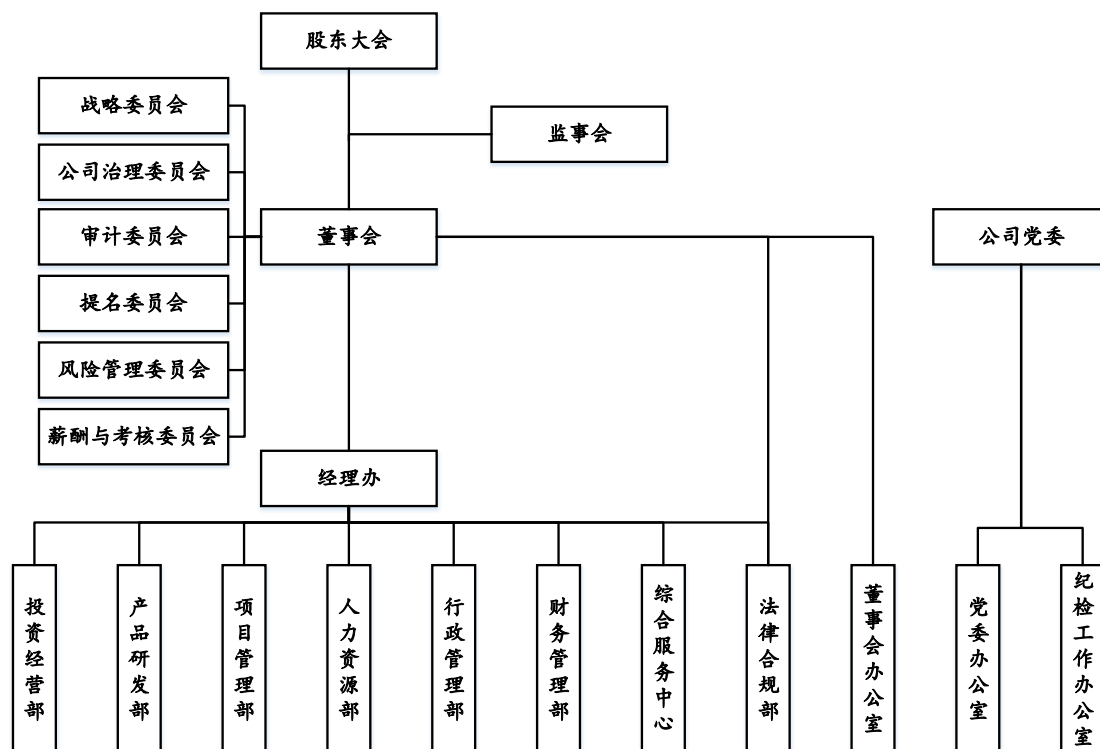 股东大会
战略委员会
监事会
公司治理委员会
审计委员会
董事会
公司党委
提名委员会
风险管理委员会
薪酬与考核委员会
经理办
投资经营部
产品研发部
项目管理部
人力资源部
行政管理部
财务管理部
综合服务中心
法律合规部
董事会办公室
党委办公室
纪检工作办公室